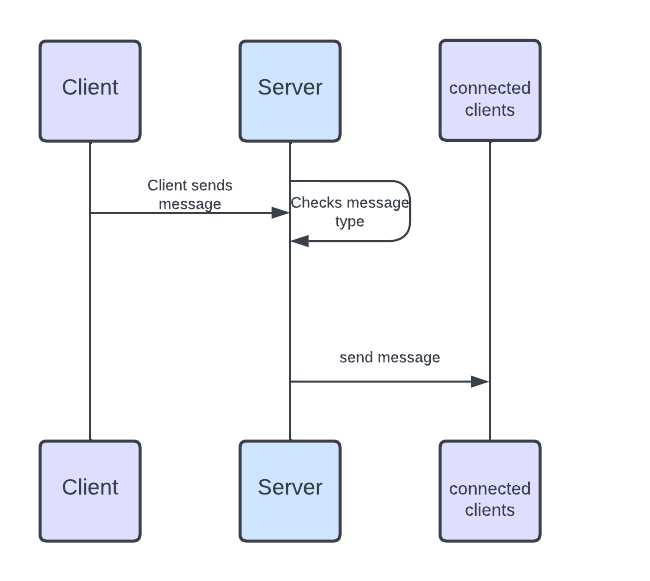 Client
Server
connected
clients
Client sends
message
Checks message
type
send message
Client
Server
connected
clients